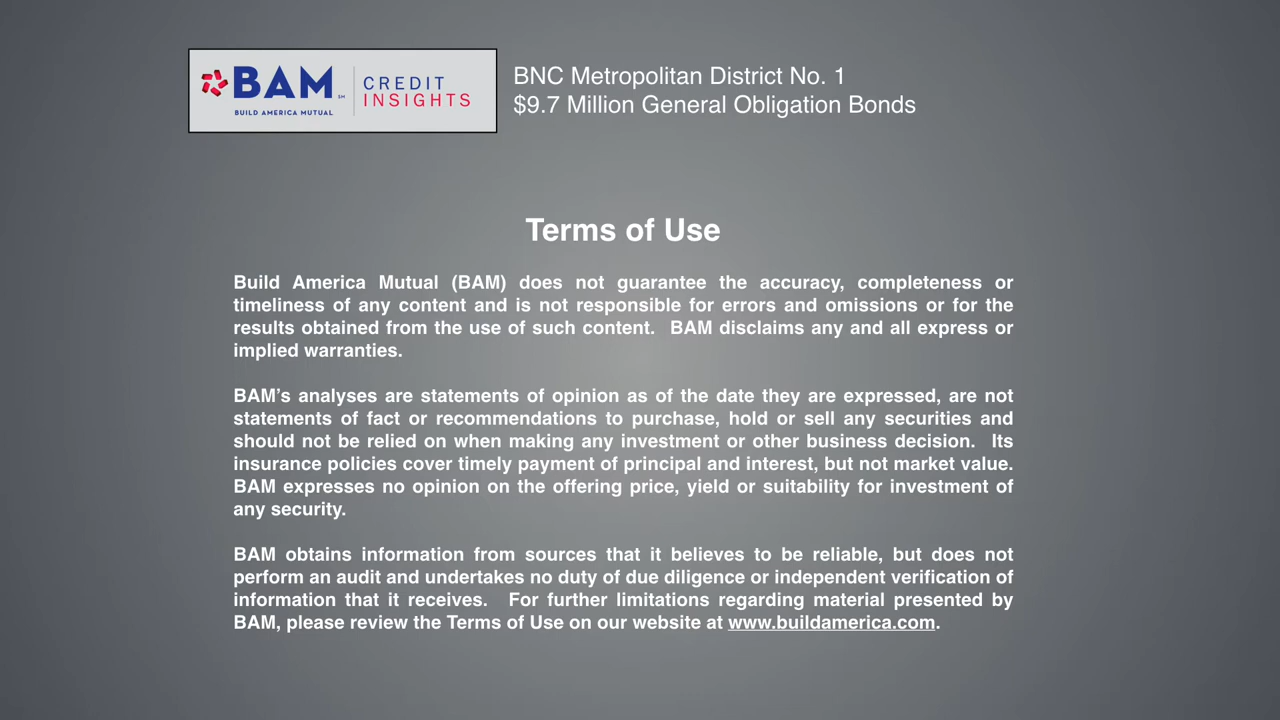 BAM SM
BUILD AMERICA MUTUAL
CREDIT
INSIGHTS
BNC Metropolitan District No. 1
$9.7 Million General Obligation Bonds
Terms of Use
Build America Mutual (BAM) does not guarantee the accuracy, completeness or
timeliness of any content and is not responsible for errors and omissions or for the
results obtained from the use of such content.  BAM disclaims any and all express or
implied warranties.
BAM’s analyses are statements of opinion as of the date they are expressed, are not
statements of fact or recommendations to purchase, hold or sell any securities and
should not be relied on when making any investment or other business decision.  Its
insurance policies cover timely payment of principal and interest, but not market value.
BAM expresses no opinion on the offering price, yield or suitability for investment of
any security.
BAM obtains information from sources that it believes to be reliable, but does not
perform an audit and undertakes no duty of due diligence or independent verification of
information that it receives.  For further limitations regarding material presented by
BAM, please review the Terms of Use on our website at www.buildamerica.com.